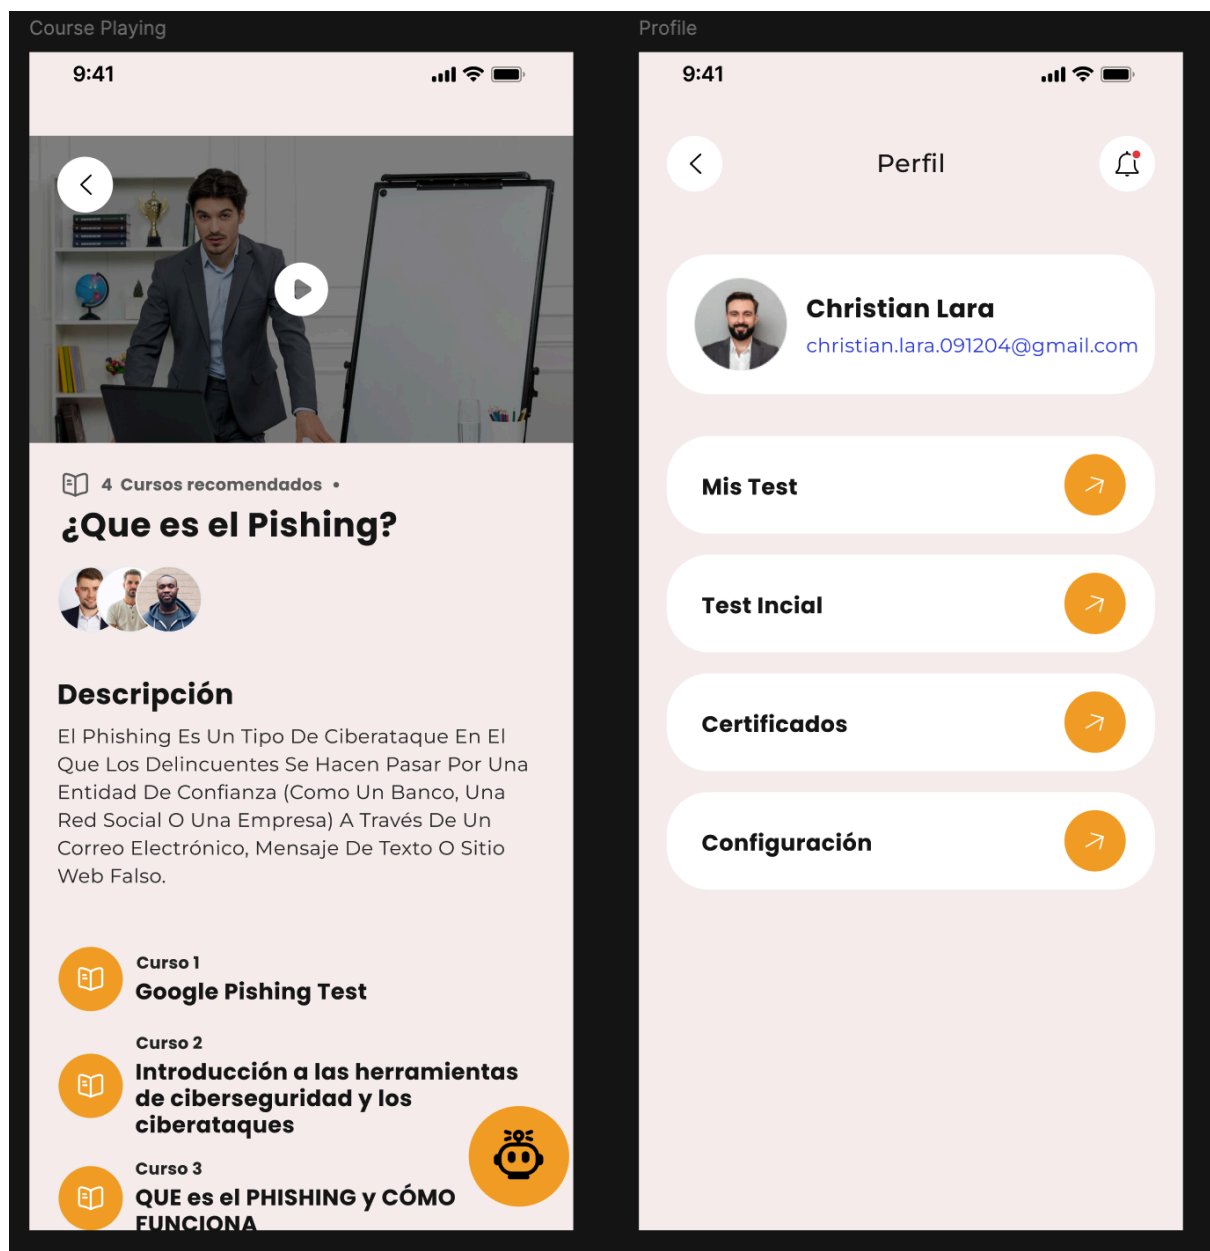 Course Playing
9:41
4 Cursos recomendados •
¿Que es el Pishing?
Descripción
El Phishing Es Un Tipo De Ciberataque En El
Que Los Delincuentes Se Hacen Pasar Por Una
Entidad De Confianza (Como Un Banco, Una
Red Social O Una Empresa) A Través De Un
Correo Electrónico, Mensaje De Texto O Sitio
Web Falso.
Curso 1
Google Pishing Test
Curso 2
Introducción a las herramientas
de ciberseguridad y los
ciberataques
Curso 3
QUE es el PHISHING y CÓMO
FUNCIONA
Profile
9:41
Perfil
Christian Lara
christian.lara.091204@gmail.com
Mis Test
Test Incial
Certificados
Configuración